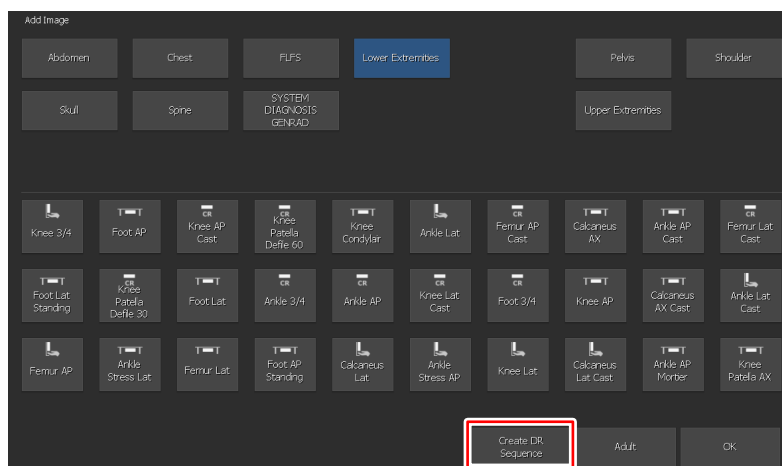 Add Image
Abdomen
Chest
FLFS
Lower Extremities
Pelvis
Shoulder
Skull
Spine
SYSTEM
DIAGNOSIS
GENRAD
Upper Extremities
Knee 3/4
Foot AP
CR
Knee AP
Cast
CR
Knee
Patella
Defile 60
Knee
Condylair
Ankle Lat
CR
Femur AP
Cast
Calcaneus
AX
Ankle AP
Cast
CR
Femur Lat
Cast
Foot Lat
Standing
CR
Knee
Patella
Defile 30
Foot Lat
CR
Ankle 3/4
CR
Ankle AP
CR
Knee Lat
Cast
CR
Foot 3/4
Knee AP
Calcaneus
AX Cast
Ankle Lat
Cast
Femur AP
Ankle
Stress Lat
Femur Lat
Foot AP
Standing
Calcaneus
Lat
Ankle
Stress AP
Knee Lat
Calcaneus
Lat Cast
Ankle AP
Mortier
Knee
Patella AX
Create DR
Sequence
Adult
OK